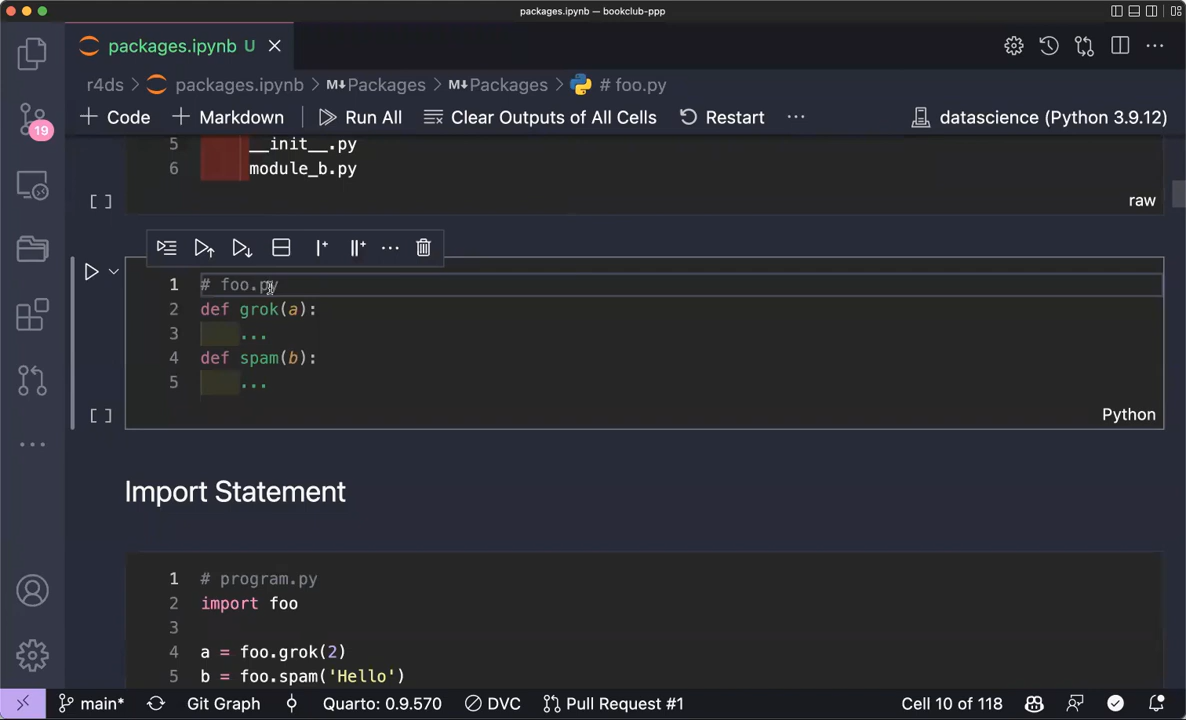 packages.ipynb — bookclub-ppp
packages.ipynb U
r4ds > packages.ipynb > M↓Packages > M↓Packages > # foo.py
+ Code + Markdown Run All Clear Outputs of All Cells Restart ... datascience (Python 3.9.12)
19
5 __init__.py
6 module_b.py
[ ] raw
1 # foo.py
2 def grok(a):
3 ...
4 def spam(b):
5 ...
[ ] Python
Import Statement
1 # program.py
2 import foo
3
4 a = foo.grok(2)
5 b = foo.spam('Hello')
main* Git Graph Quarto: 0.9.570 DVC Pull Request #1 Cell 10 of 118